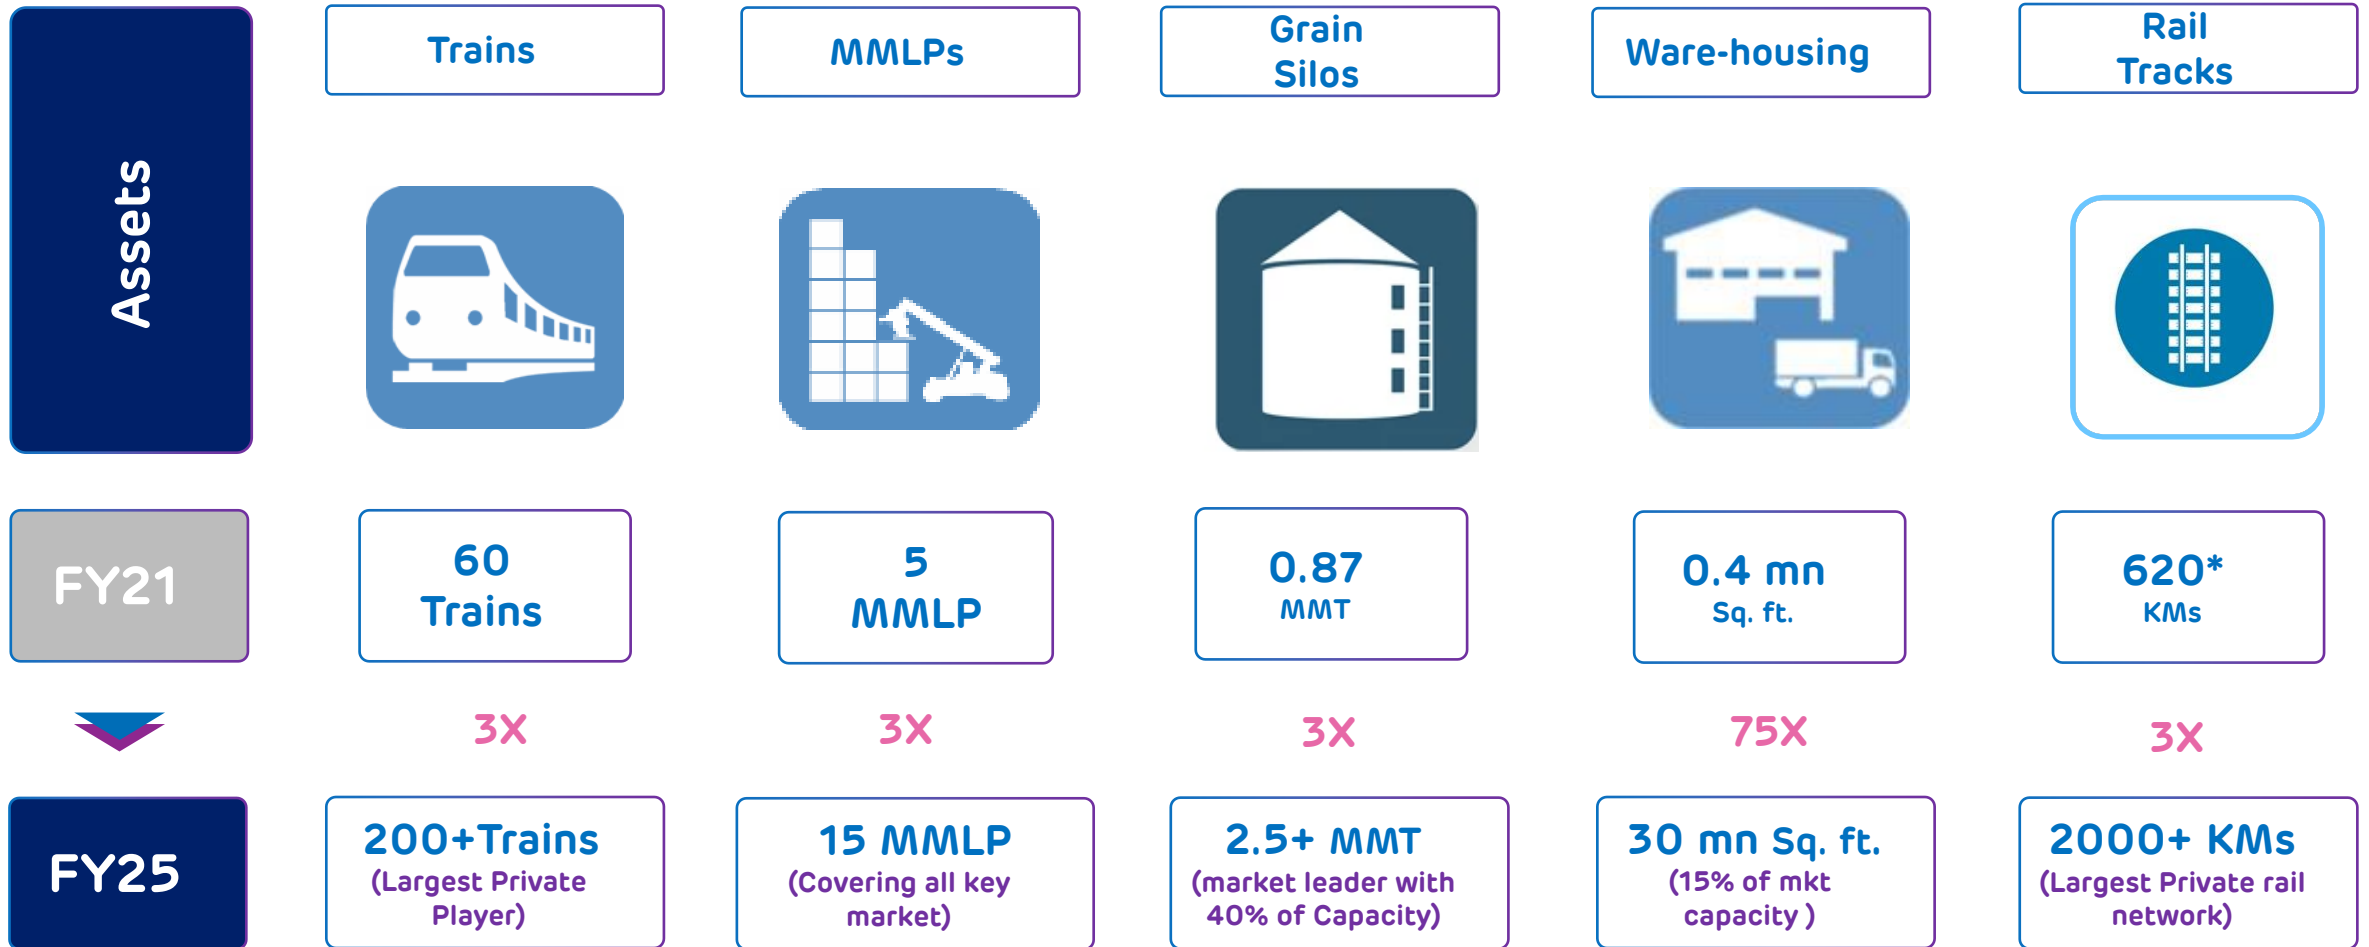 Assets
Trains
MMLPs
Grain
Silos
Ware-housing
Rail
Tracks
FY21
60
Trains
5
MMLP
0.87
MMT
0.4 mn
Sq. ft.
620*
KMs
3X
3X
3X
75X
3X
FY25
200+Trains
(Largest Private
Player)
15 MMLP
(Covering all key
market)
2.5+ MMT
(market leader with
40% of Capacity)
30 mn Sq. ft.
(15% of mkt
capacity )
2000+ KMs
(Largest Private rail
network)